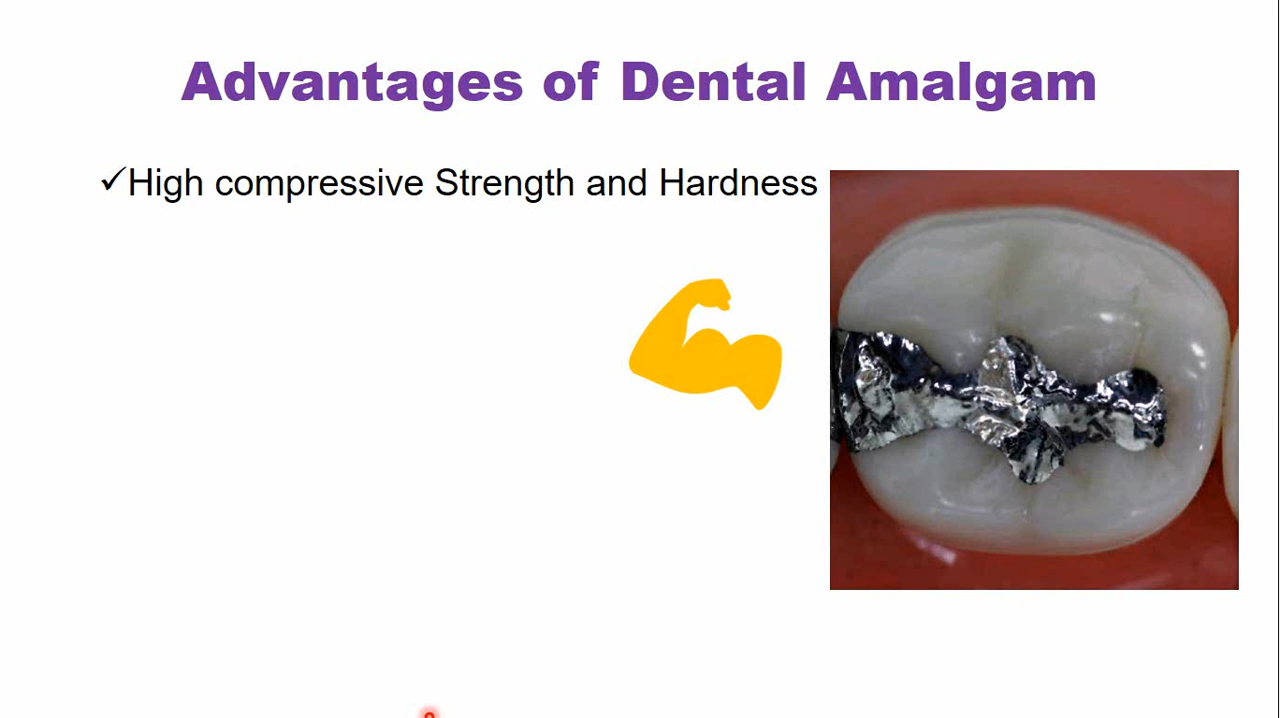 Advantages of Dental Amalgam
✓High compressive Strength and Hardness